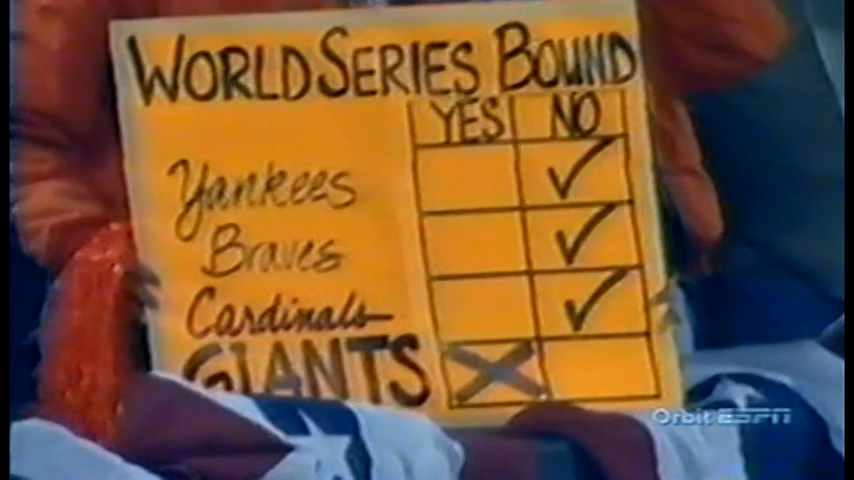 WORLD SERIES BOUND
YES NO
Yankees ✓
Braves ✓
Cardinals ✓
GIANTS X
Orbit ESPN